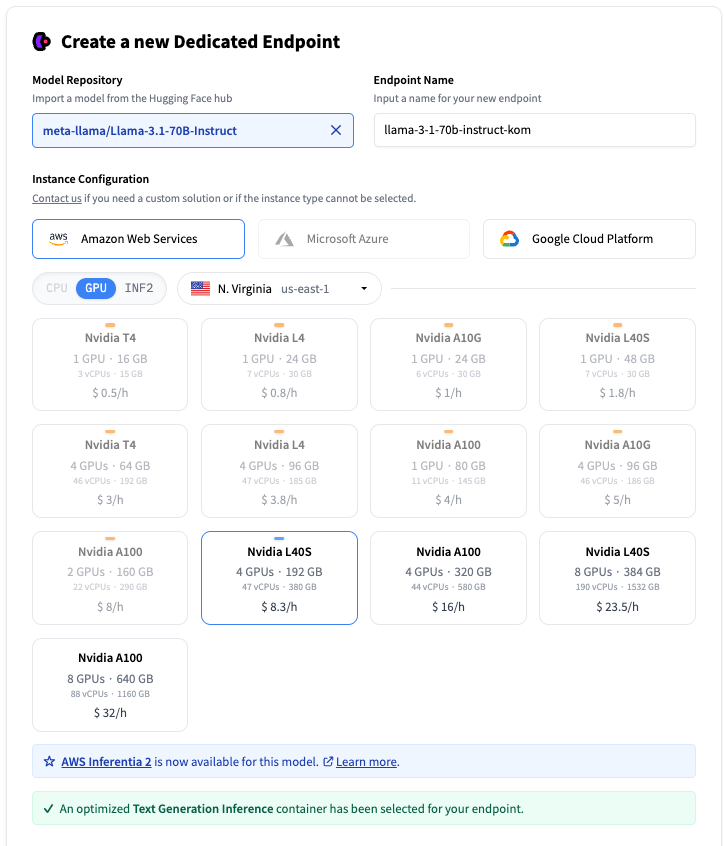 Create a new Dedicated Endpoint
Model Repository
Import a model from the Hugging Face hub
meta-llama/Llama-3.1-70B-Instruct
Endpoint Name
Input a name for your new endpoint
llama-3-1-70b-instruct-kom
Instance Configuration
Contact us if you need a custom solution or if the instance type cannot be selected.
aws Amazon Web Services
Microsoft Azure
Google Cloud Platform
CPU GPU INF2
N. Virginia us-east-1
Nvidia T4
1 GPU · 16 GB
3 vCPUs · 15 GB
$ 0.5/h
Nvidia L4
1 GPU · 24 GB
7 vCPUs · 30 GB
$ 0.8/h
Nvidia A10G
1 GPU · 24 GB
6 vCPUs · 30 GB
$ 1/h
Nvidia L40S
1 GPU · 48 GB
7 vCPUs · 30 GB
$ 1.8/h
Nvidia T4
4 GPUs · 64 GB
46 vCPUs · 192 GB
$ 3/h
Nvidia L4
4 GPUs · 96 GB
47 vCPUs · 185 GB
$ 3.8/h
Nvidia A100
1 GPU · 80 GB
11 vCPUs · 145 GB
$ 4/h
Nvidia A10G
4 GPUs · 96 GB
46 vCPUs · 186 GB
$ 5/h
Nvidia A100
2 GPUs · 160 GB
22 vCPUs · 290 GB
$ 8/h
Nvidia L40S
4 GPUs · 192 GB
47 vCPUs · 380 GB
$ 8.3/h
Nvidia A100
4 GPUs · 320 GB
44 vCPUs · 580 GB
$ 16/h
Nvidia L40S
8 GPUs · 384 GB
190 vCPUs · 1532 GB
$ 23.5/h
Nvidia A100
8 GPUs · 640 GB
88 vCPUs · 1160 GB
$ 32/h
AWS Inferentia 2 is now available for this model. Learn more.
An optimized Text Generation Inference container has been selected for your endpoint.